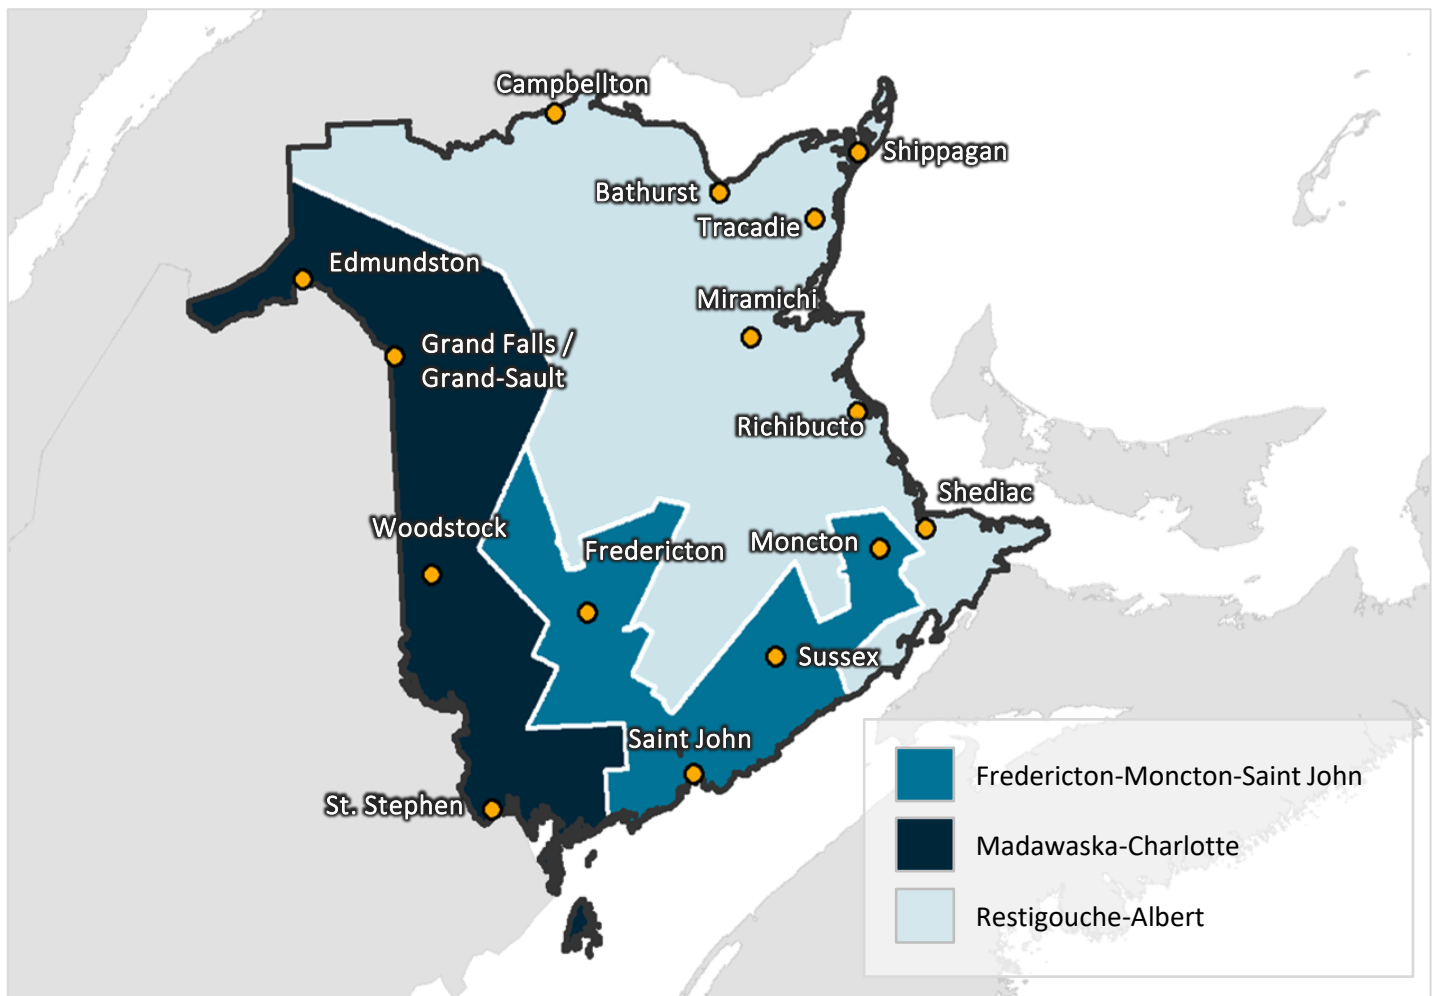 Campbellton
Shippagan
Bathurst
Tracadie
Edmundston
Miramichi
Grand Falls /
Grand-Sault
Richibucto
Shediac
Woodstock
Fredericton
Moncton
Sussex
Saint John
St. Stephen
Fredericton-Moncton-Saint John
Madawaska-Charlotte
Restigouche-Albert